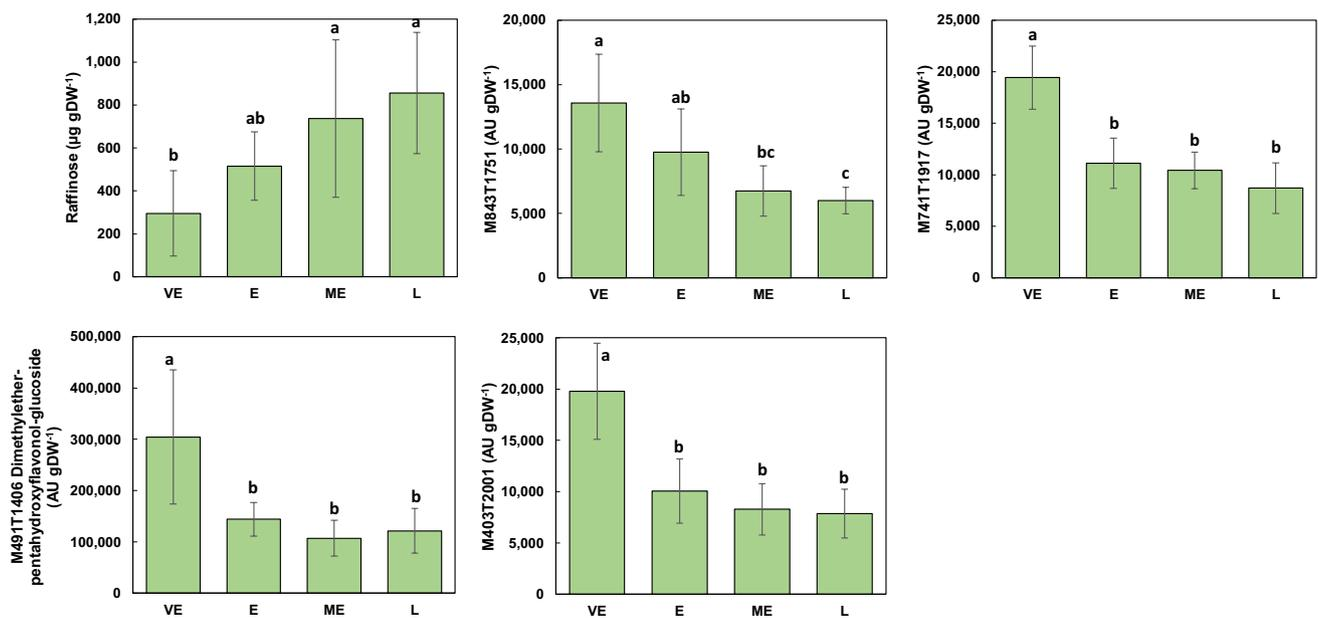 Raffinose (µg gDW⁻¹)
1,200
1,000
800
600
400
200
0
b
ab
a
a
VE E ME L
M843T1751 (AU gDW⁻¹)
20,000
15,000
10,000
5,000
0
a
ab
bc
c
VE E ME L
M741T1917 (AU gDW⁻¹)
25,000
20,000
15,000
10,000
5,000
0
a
b
b
b
VE E ME L
M491T1406 Dimethylether-
pentahydroxyflavonol-glucoside
(AU gDW⁻¹)
500,000
400,000
300,000
200,000
100,000
0
a
b
b
b
VE E ME L
M403T2001 (AU gDW⁻¹)
25,000
20,000
15,000
10,000
5,000
0
a
b
b
b
VE E ME L